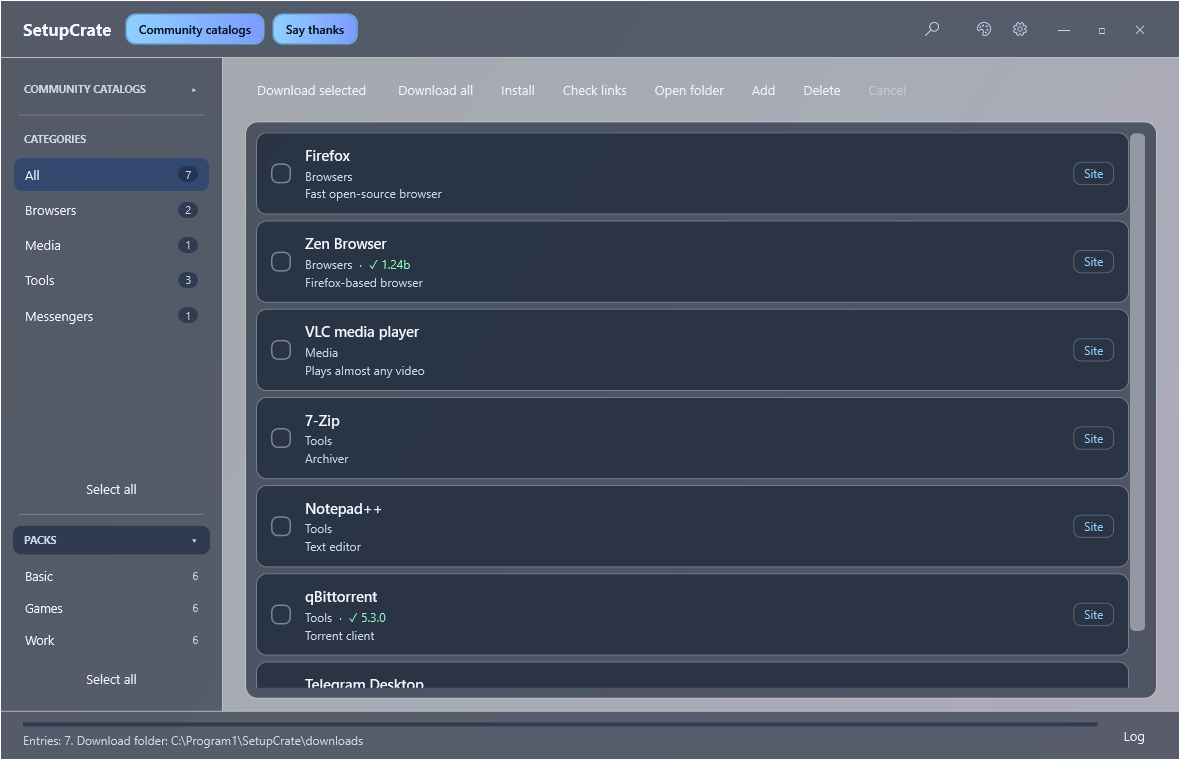 SetupCrate
Community catalogs
Say thanks
COMMUNITY CATALOGS
CATEGORIES
All 7
Browsers 2
Media 1
Tools 3
Messengers 1
Select all
PACKS
Basic 6
Games 6
Work 6
Select all
Download selected
Download all
Install
Check links
Open folder
Add
Delete
Cancel
Firefox
Browsers
Fast open-source browser
Site
Zen Browser
Browsers · ✓ 1.24b
Firefox-based browser
Site
VLC media player
Media
Plays almost any video
Site
7-Zip
Tools
Archiver
Site
Notepad++
Tools
Text editor
Site
qBittorrent
Tools · ✓ 5.3.0
Torrent client
Site
Telegram Desktop
Entries: 7. Download folder: C:\Program1\SetupCrate\downloads
Log